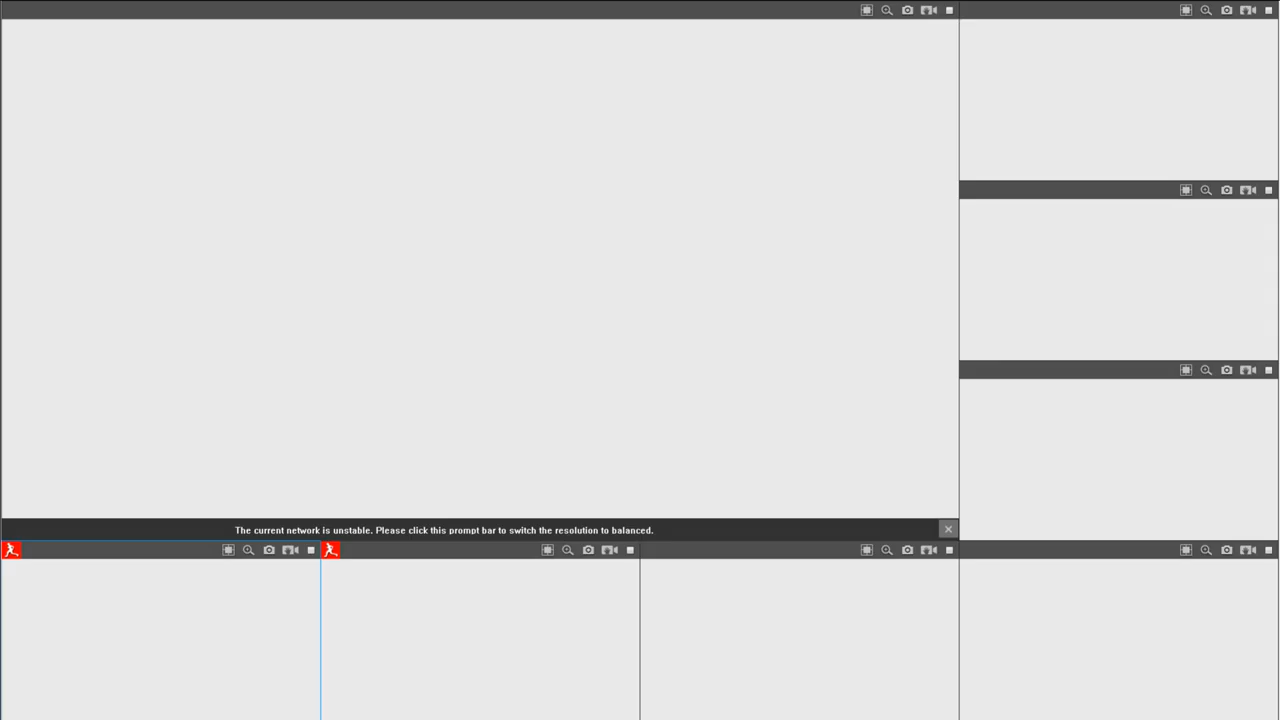 The current network is unstable. Please click this prompt bar to switch the resolution to balanced.